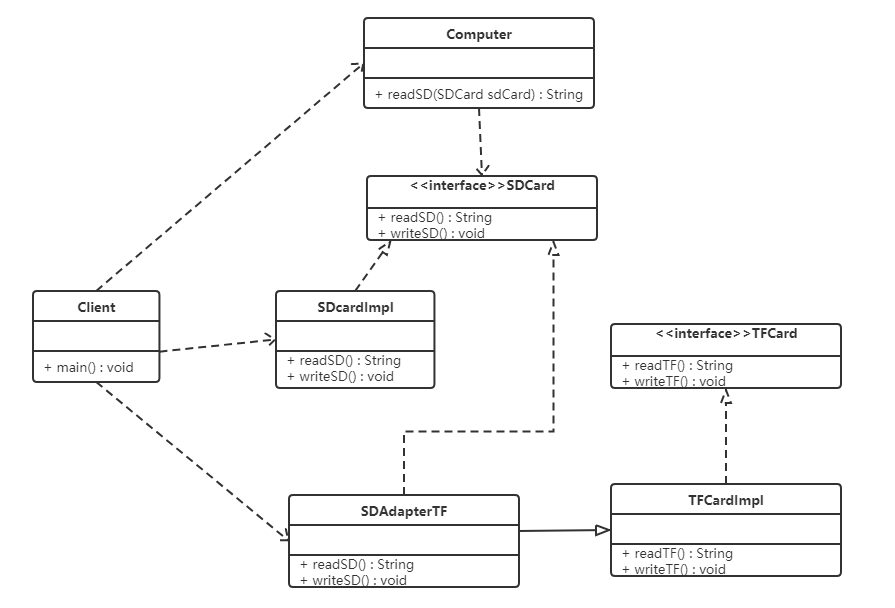 Computer
+ readSD(SDCard sdCard) : String
<<interface>>SDCard
+ readSD() : String
+ writeSD() : void
Client
+ main() : void
SDcardImpl
+ readSD() : String
+ writeSD() : void
<<interface>>TFCard
+ readTF() : String
+ writeTF() : void
SDAdapterTF
+ readSD() : String
+ writeSD() : void
TFCardImpl
+ readTF() : String
+ writeTF() : void